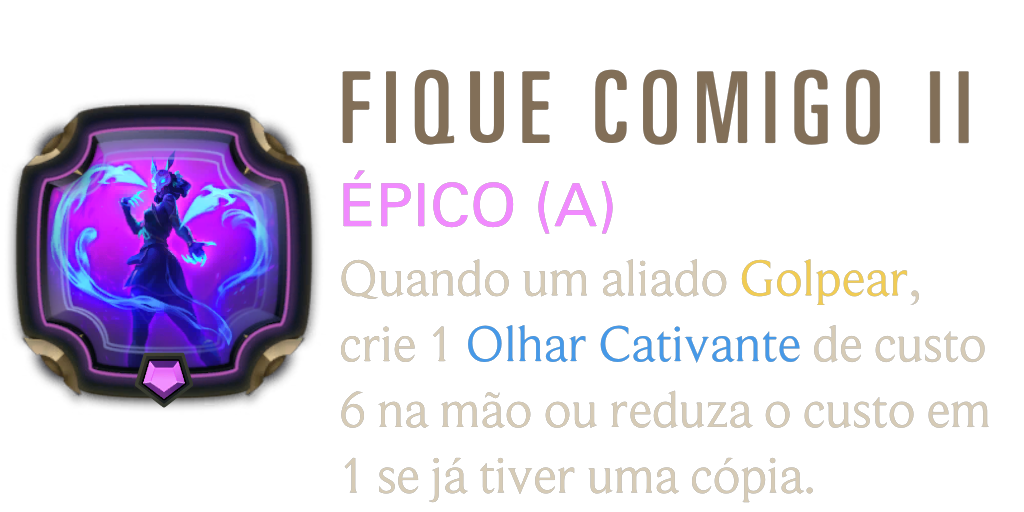 FIQUE COMIGO II
ÉPICO (A)
Quando um aliado Golpear,
crie 1 Olhar Cativante de custo
6 na mão ou reduza o custo em
1 se já tiver uma cópia.